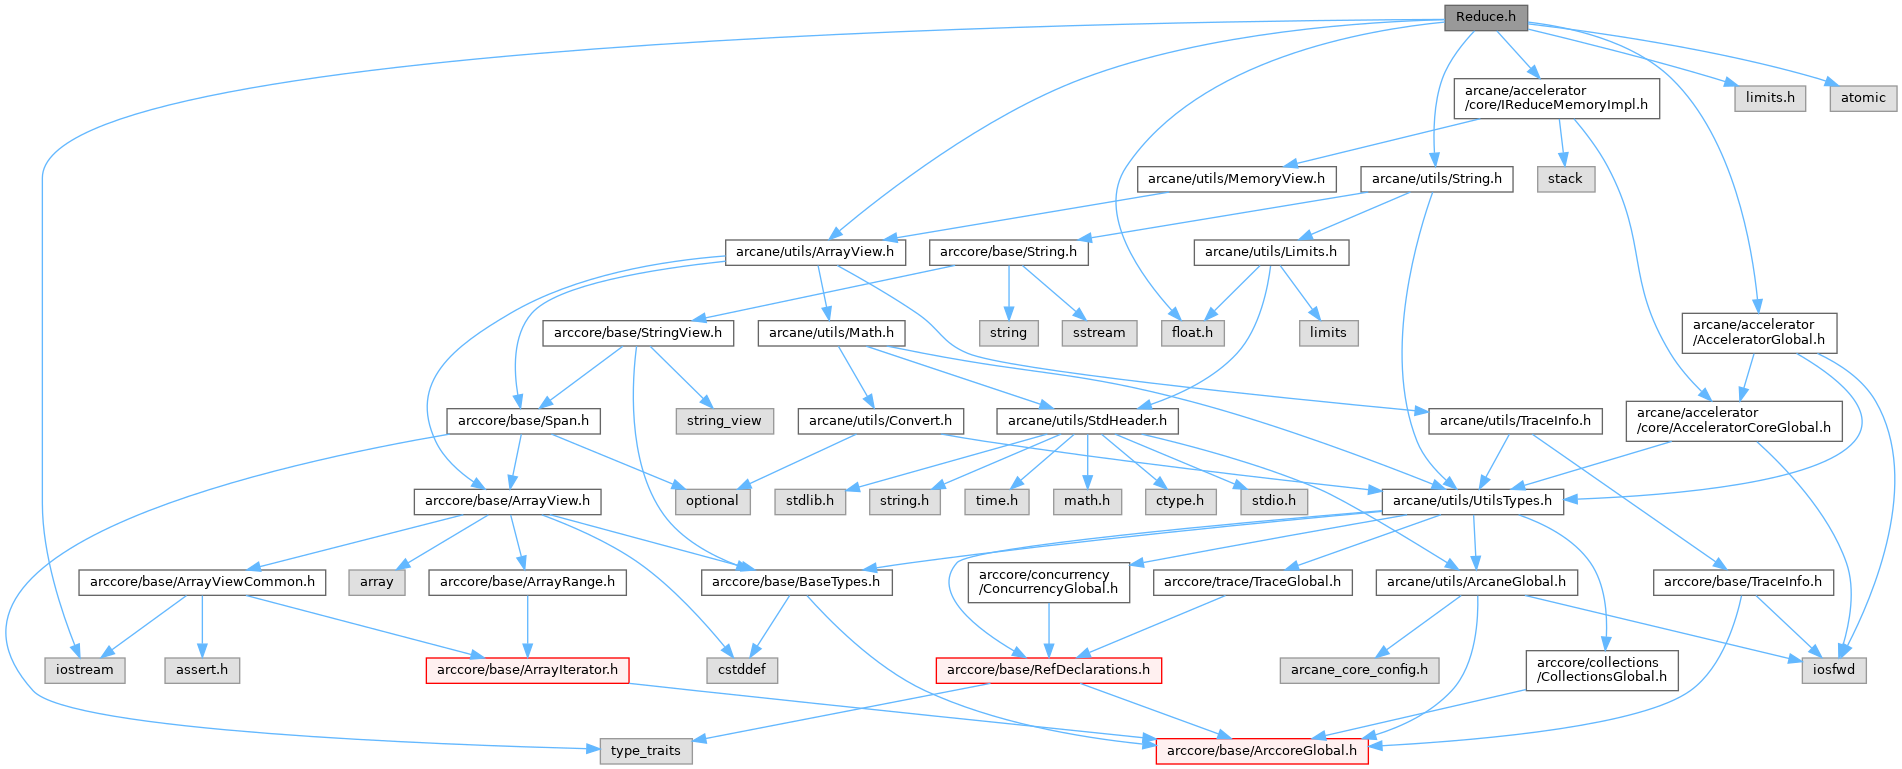 Reduce.h
arcane/accelerator
/core/IReduceMemoryImpl.h
limits.h
atomic
arcane/utils/MemoryView.h
arcane/utils/String.h
stack
arcane/utils/ArrayView.h
arccore/base/String.h
arcane/utils/Limits.h
arccore/base/StringView.h
arcane/utils/Math.h
string
sstream
float.h
limits
arcane/accelerator
/AcceleratorGlobal.h
arccore/base/Span.h
string_view
arcane/utils/Convert.h
arcane/utils/StdHeader.h
arcane/utils/TraceInfo.h
arcane/accelerator
/core/AcceleratorCoreGlobal.h
arccore/base/ArrayView.h
optional
stdlib.h
string.h
time.h
math.h
ctype.h
stdio.h
arcane/utils/UtilsTypes.h
arccore/base/ArrayViewCommon.h
array
arccore/base/ArrayRange.h
arccore/base/BaseTypes.h
arccore/concurrency
/ConcurrencyGlobal.h
arccore/trace/TraceGlobal.h
arcane/utils/ArcaneGlobal.h
arccore/base/TraceInfo.h
iostream
assert.h
arccore/base/ArrayIterator.h
cstddef
arccore/base/RefDeclarations.h
arcane_core_config.h
arccore/collections
/CollectionsGlobal.h
iosfwd
type_traits
arccore/base/ArccoreGlobal.h